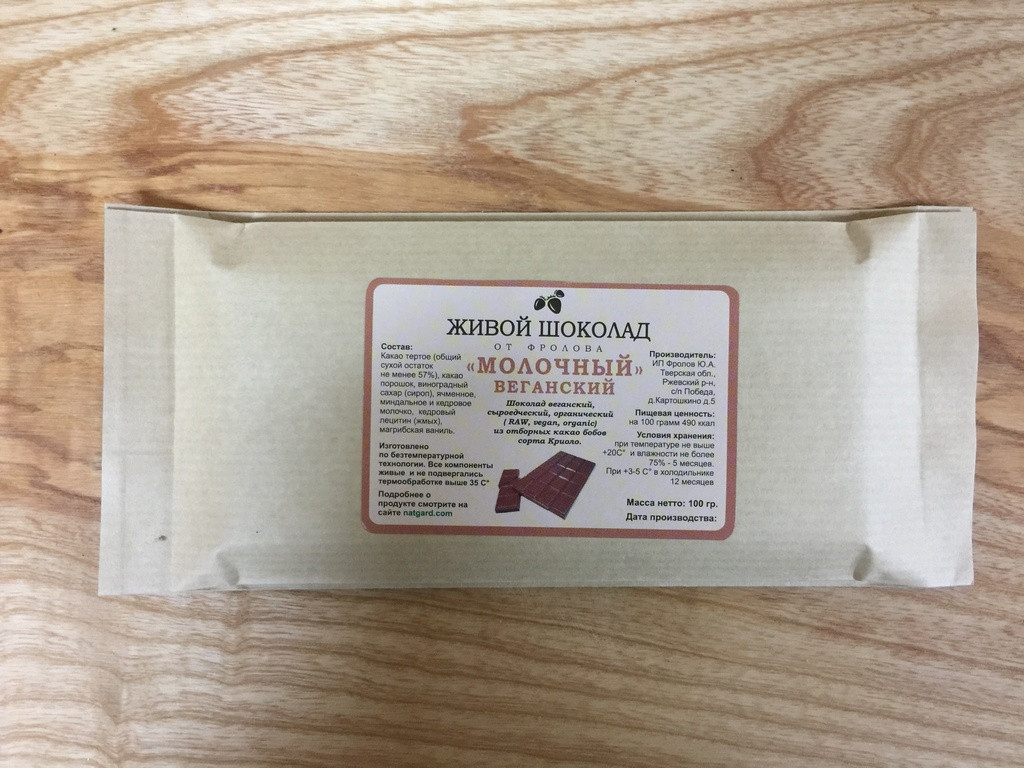 ЖИВОЙ ШОКОЛАД
ОТ ФРОЛОВА
«МОЛОЧНЫЙ»
ВЕГАНСКИЙ
Шоколад веганский,
сыроедческий, органический
( RAW, vegan, organic)
из отборных какао бобов
сорта Криоло.
Состав:
Какао тертое (общий
сухой остаток
не менее 57%), какао
порошок, виноградный
сахар (сироп), ячменное,
миндальное и кедровое
молочко, кедровый
лецитин (жмых),
магрибская ваниль.
Изготовлено
по безтемпературной
технологии. Все компоненты
живые и не подвергались
термообработке выше 35 С°
Подробнее о
продукте смотрите на
сайте natgard.com
Производитель:
ИП Фролов Ю.А.
Тверская обл.,
Ржевский р-н,
с/п Победа,
д.Картошкино д.5
Пищевая ценность:
на 100 грамм 490 ккал
Условия хранения:
при температуре не выше
+20С° и влажности не более
75% - 5 месяцев.
При +3-5 С° в холодильнике
12 месяцев
Масса нетто: 100 гр.
Дата производства: